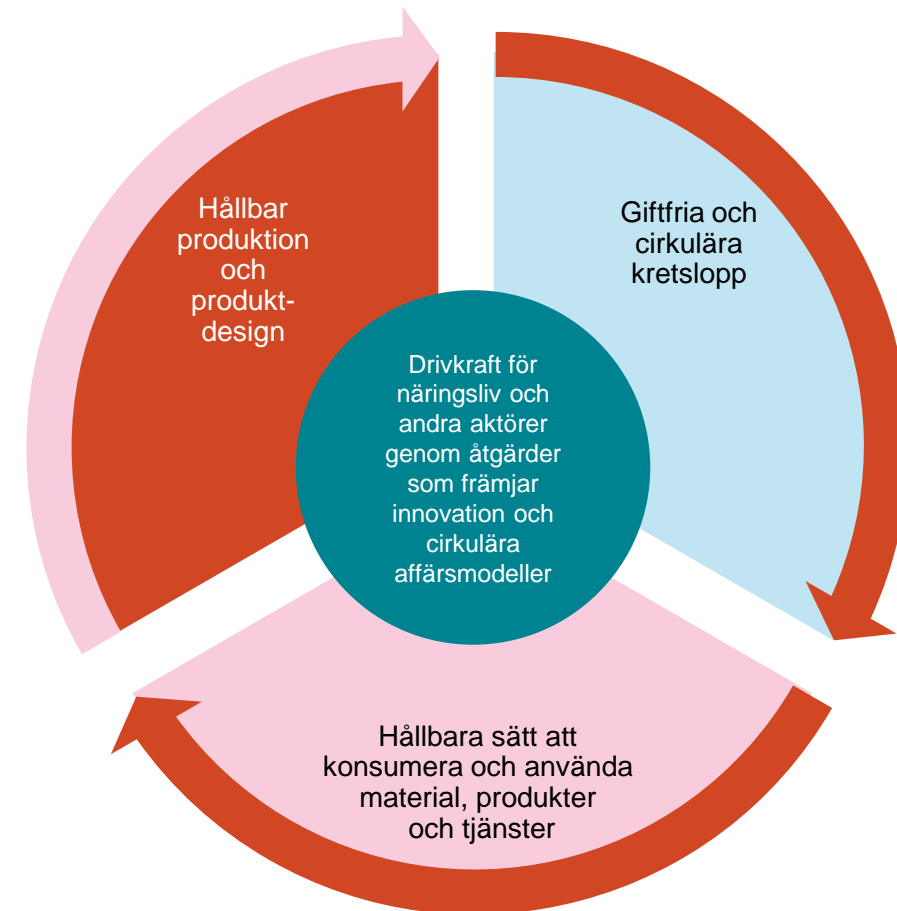 Hållbar
produktion
och
produkt-
design
Giftfria och
cirkulära
kretslopp
Drivkraft för
näringsliv och
andra aktörer
genom åtgärder
som främjar
innovation och
cirkulära
affärsmodeller
Hållbara sätt att
konsumera och använda
material, produkter
och tjänster